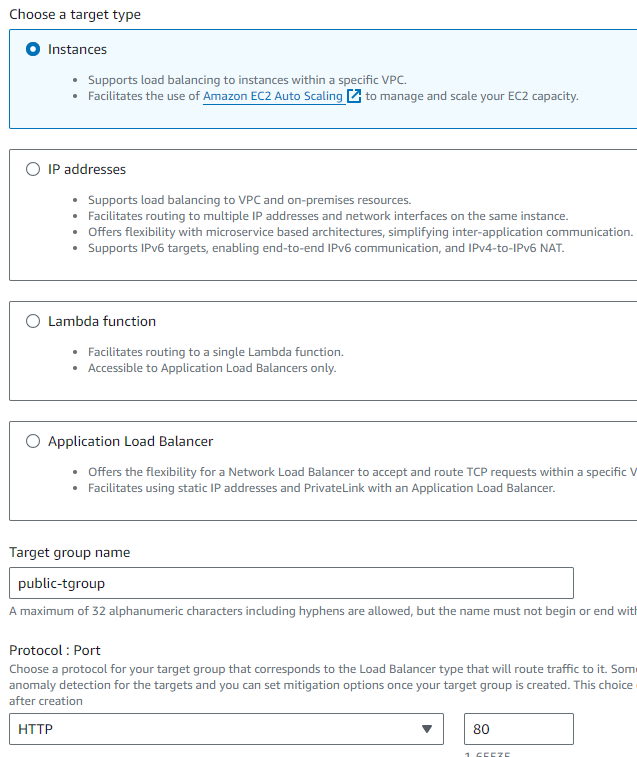 Choose a target type
Instances
Supports load balancing to instances within a specific VPC.
Facilitates the use of Amazon EC2 Auto Scaling to manage and scale your EC2 capacity.
IP addresses
Supports load balancing to VPC and on-premises resources.
Facilitates routing to multiple IP addresses and network interfaces on the same instance.
Offers flexibility with microservice based architectures, simplifying inter-application communication.
Supports IPv6 targets, enabling end-to-end IPv6 communication, and IPv4-to-IPv6 NAT.
Lambda function
Facilitates routing to a single Lambda function.
Accessible to Application Load Balancers only.
Application Load Balancer
Offers the flexibility for a Network Load Balancer to accept and route TCP requests within a specific V
Facilitates using static IP addresses and PrivateLink with an Application Load Balancer.
Target group name
public-tgroup
A maximum of 32 alphanumeric characters including hyphens are allowed, but the name must not begin or end with
Protocol : Port
Choose a protocol for your target group that corresponds to the Load Balancer type that will route traffic to it. Som
anomaly detection for the targets and you can set mitigation options once your target group is created. This choice
after creation
HTTP
80